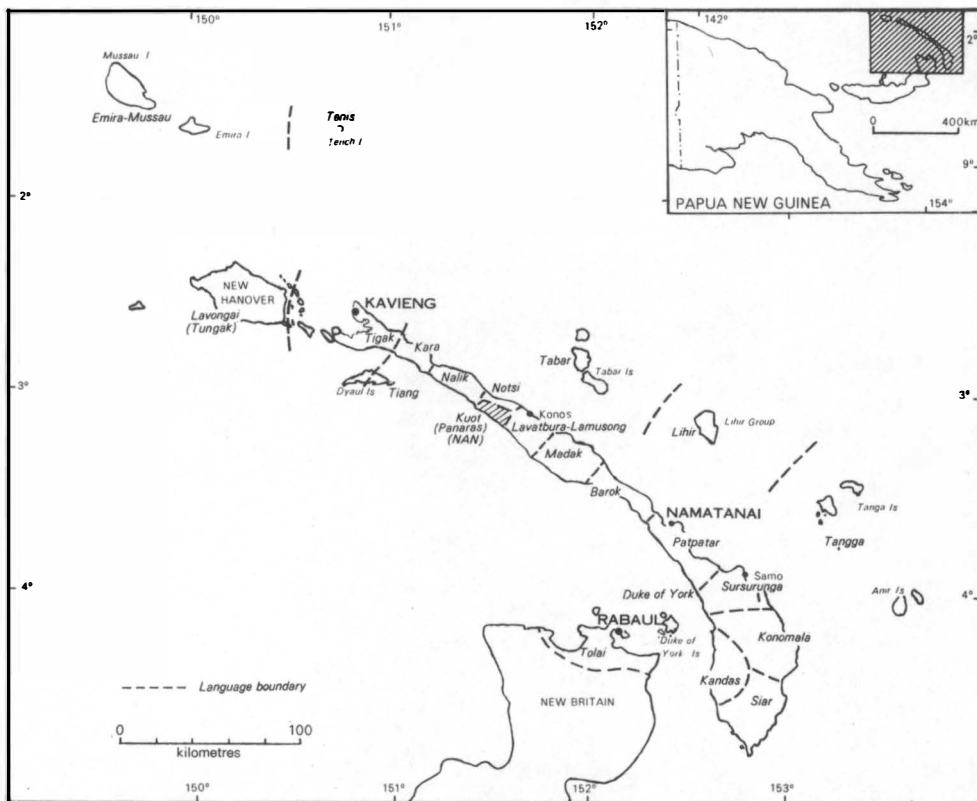 150°
151°
152°
142°
2°
Mussau I
Emira-Mussau
Emira I
Tenis
Tench I
0 400km
9°
PAPUA NEW GUINEA
154°
2°
NEW
HANOVER
Lavongai
(Tungak)
KAVIENG
Tigak
Kara
Tabar
Tabar Is
3°
Dyaul Is
Tiang
Nalik
Notsi
Konos
Kuot
(Panaras)
(NAN)
Lavatbura-Lamusong
Lihir
Lihir Group
3°
Madak
Barok
NAMATANAI
Tanga Is
Tangga
Patpatar
Samo
Sursurunga
4°
Duke of York
Anir Is
4°
RABAUL
Duke of
York Is
Tolai
Konomala
Kandas
Siar
Language boundary
NEW BRITAIN
0 100
kilometres
150°
151°
152°
153°